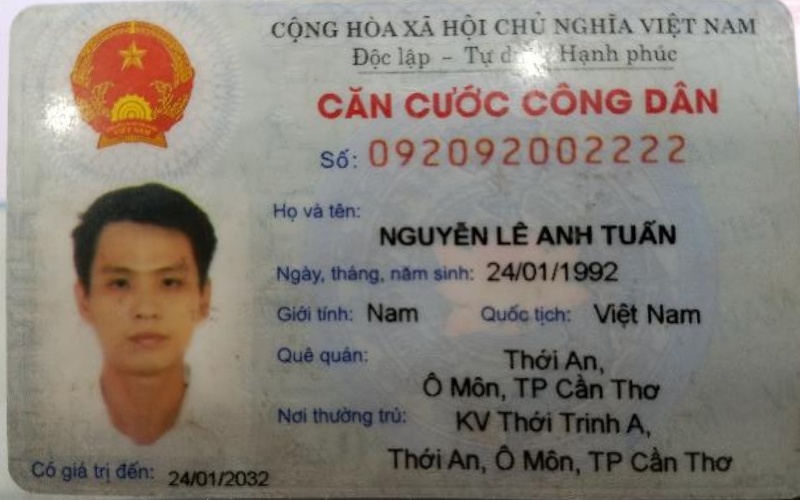 CỘNG HÒA XÃ HỘI CHỦ NGHĨA VIỆT NAM
Độc lập – Tự do Hạnh phúc
CĂN CƯỚC CÔNG DÂN
Số: 092092002222
Họ và tên:
NGUYỄN LÊ ANH TUẤN
Ngày, tháng, năm sinh: 24/01/1992
Giới tính: Nam Quốc tịch: Việt Nam
Quê quán: Thới An,
Ô Môn, TP Cần Thơ
Nơi thường trú: KV Thới Trinh A,
Thới An, Ô Môn, TP Cần Thơ
Có giá trị đến: 24/01/2032